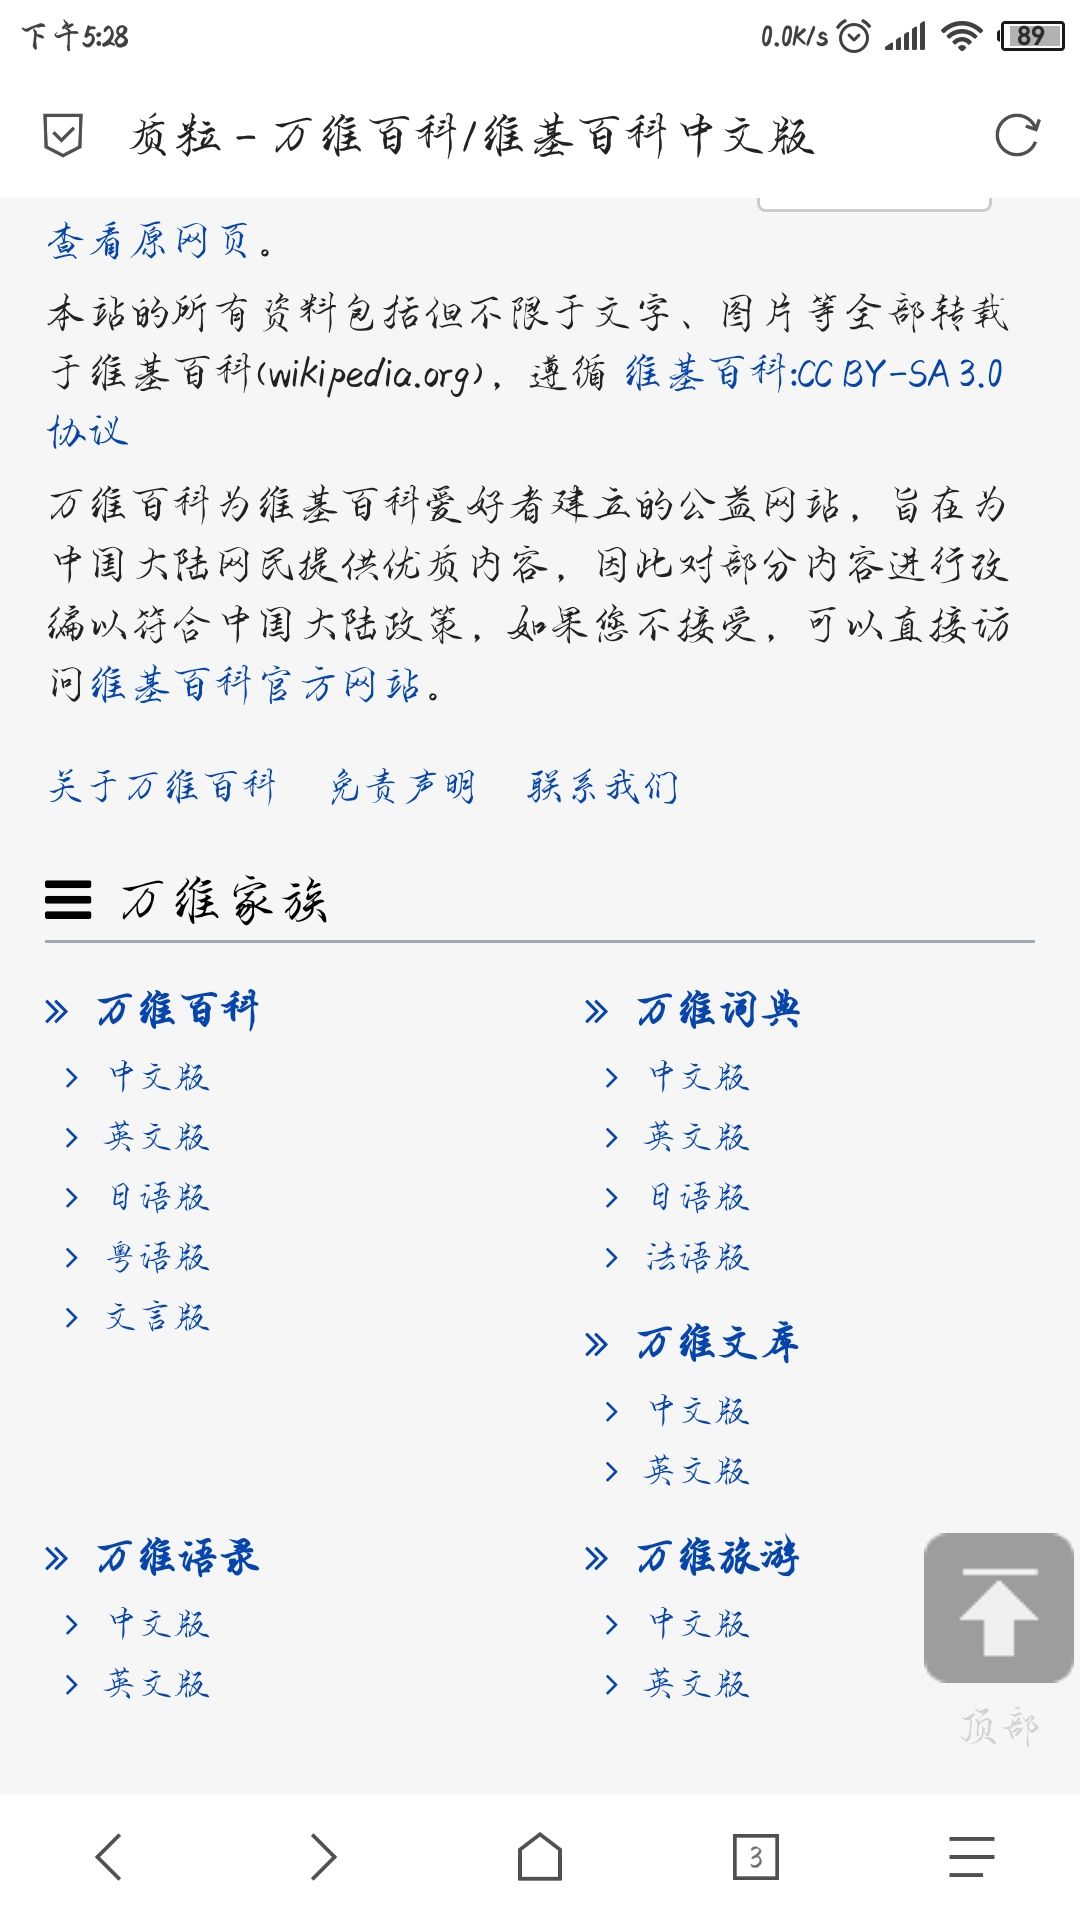 下午5:28
0.0K/s
89
质粒 - 万维百科/维基百科中文版
查看原网页。
本站的所有资料包括但不限于文字、图片等全部转载
于维基百科(wikipedia.org)，遵循 维基百科:CC BY-SA 3.0
协议
万维百科为维基百科爱好者建立的公益网站，旨在为
中国大陆网民提供优质内容，因此对部分内容进行改
编以符合中国大陆政策，如果您不接受，可以直接访
问维基百科官方网站。
关于万维百科 免责声明 联系我们
万维家族
万维百科
中文版
英文版
日语版
粤语版
文言版
万维词典
中文版
英文版
日语版
法语版
万维文库
中文版
英文版
万维语录
中文版
英文版
万维旅游
中文版
英文版
顶部
3